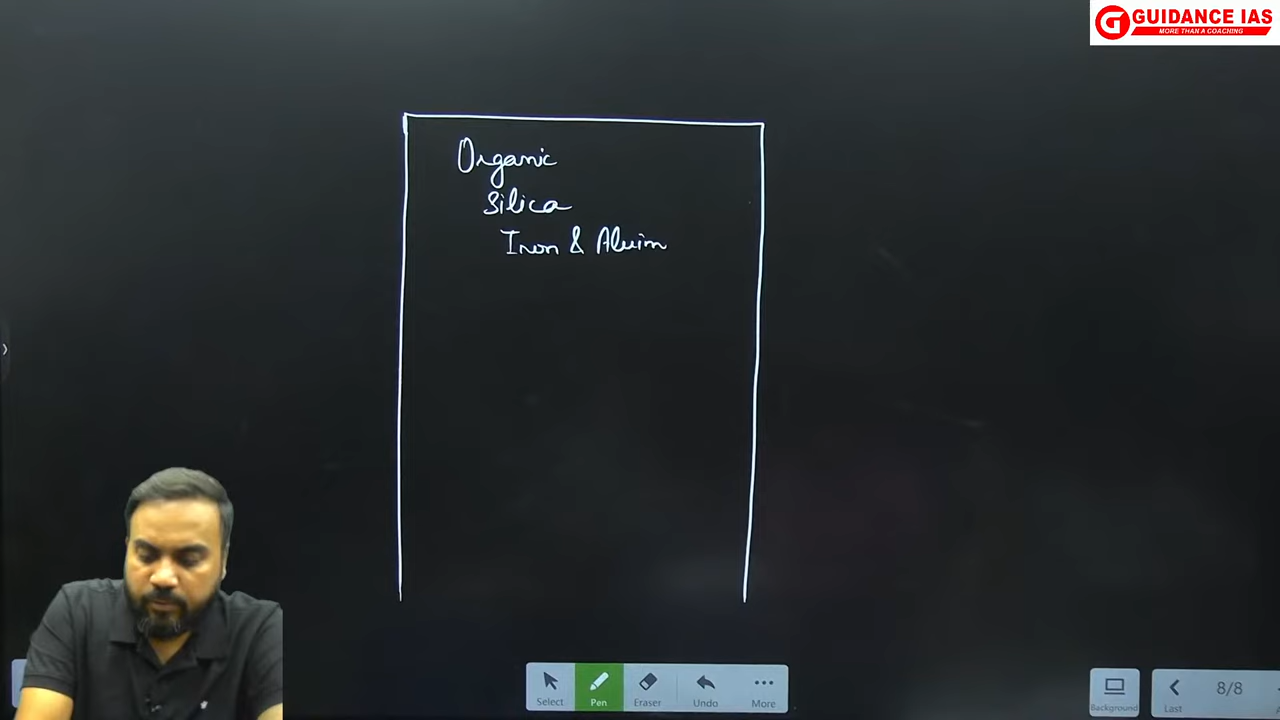 GUIDANCE IAS
MORE THAN A COACHING
Organic
Silica
Iron & Aluim
Select
Pen
Eraser
Undo
More
Background
Last
8/8